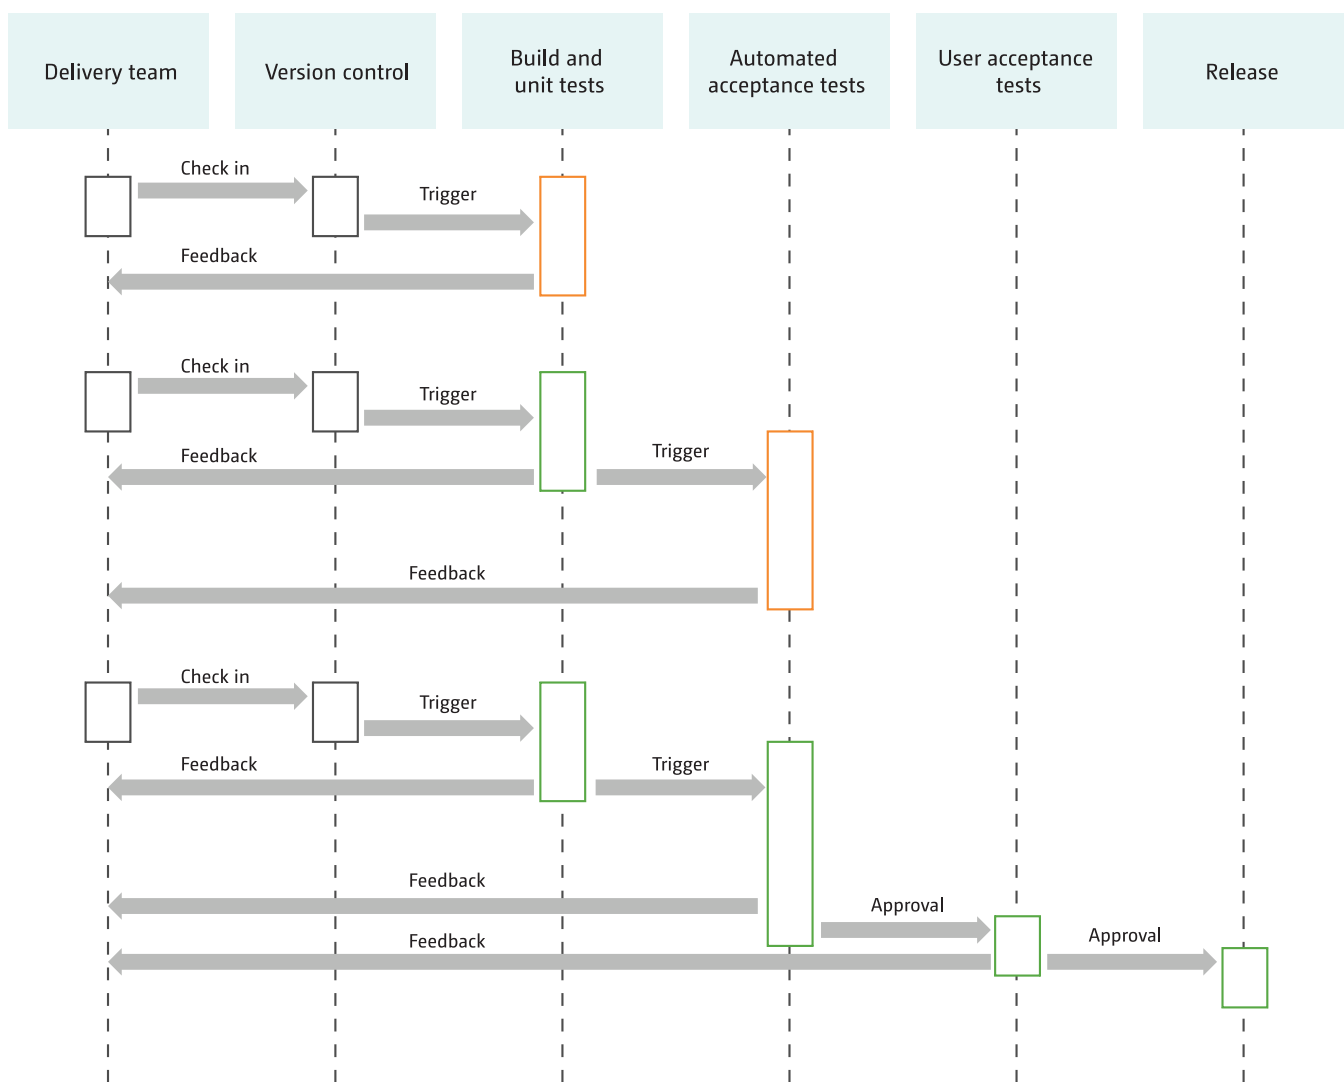 Delivery team
Version control
Build and
unit tests
Automated
acceptance tests
User acceptance
tests
Release
Check in
Trigger
Feedback
Check in
Trigger
Feedback
Trigger
Feedback
Check in
Trigger
Feedback
Trigger
Feedback
Approval
Feedback
Approval